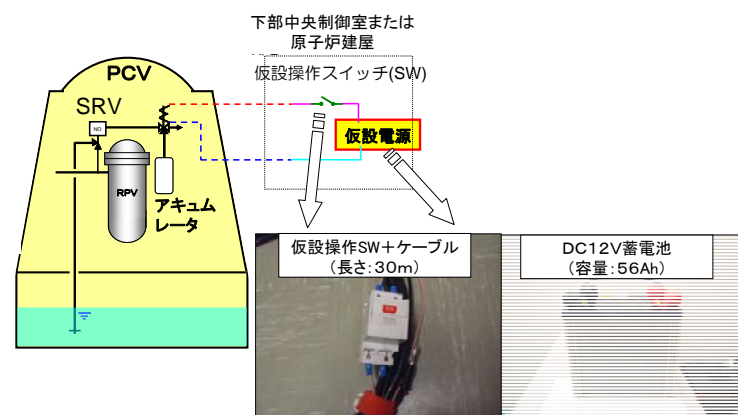 下部中央制御室または
原子炉建屋
仮設操作スイッチ(SW)
PCV
SRV
NO
仮設電源
RPV
アキュム
レータ
仮設操作SW+ケーブル
(長さ:30m)
DC12V蓄電池
(容量:56Ah)